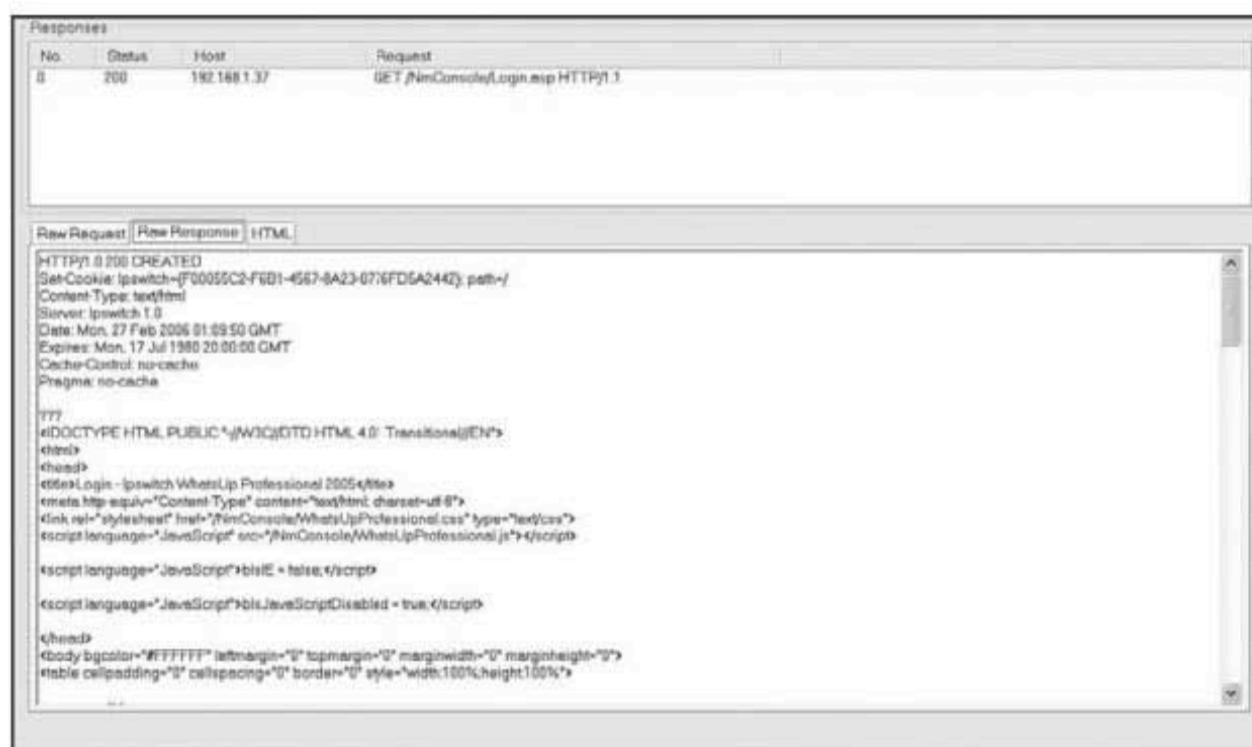 Responses
No. Status Host Request
0 200 192.168.1.37 GET /NmConsole/Login.asp HTTP/1.1
Raw Request Raw Response HTML
HTTP/1.0 200 CREATED
Set-Cookie: Ipswitch={F00055C2-F6B1-4567-8A23-0776FD5A2442}; path=/
Content-Type: text/html
Server: Ipswitch 1.0
Date: Mon, 27 Feb 2006 01:09:50 GMT
Expires: Mon, 17 Jul 1980 20:00:00 GMT
Cache-Control: no-cache
Pragma: no-cache
???
<!DOCTYPE HTML PUBLIC "-//W3C//DTD HTML 4.0 Transitional//EN">
<html>
<head>
<title>Login - Ipswitch WhatsUp Professional 2005</title>
<meta http-equiv="Content-Type" content="text/html; charset=utf-8">
<link rel="stylesheet" href="/NmConsole/WhatsUpProfessional.css" type="text/css">
<script language="JavaScript" src="/NmConsole/WhatsUpProfessional.js"></script>
<script language="JavaScript">bIsIE = false;</script>
<script language="JavaScript">bIsJavaScriptDisabled = true;</script>
</head>
<body bgcolor="#FFFFFF" leftmargin="0" topmargin="0" marginwidth="0" marginheight="0">
<table cellpadding="0" cellspacing="0" border="0" style="width:100%;height:100%">